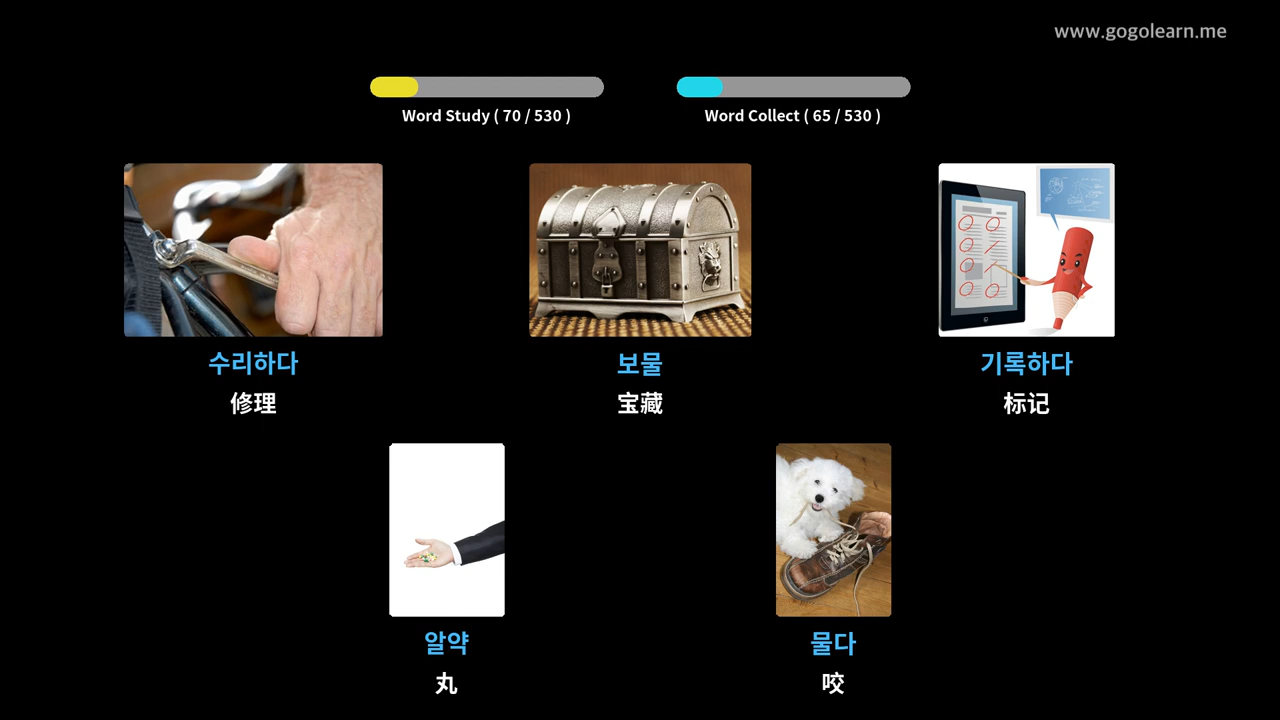 www.gogolearn.me
Word Study ( 70 / 530 )
Word Collect ( 65 / 530 )
수리하다
修理
보물
宝藏
기록하다
标记
알약
丸
물다
咬